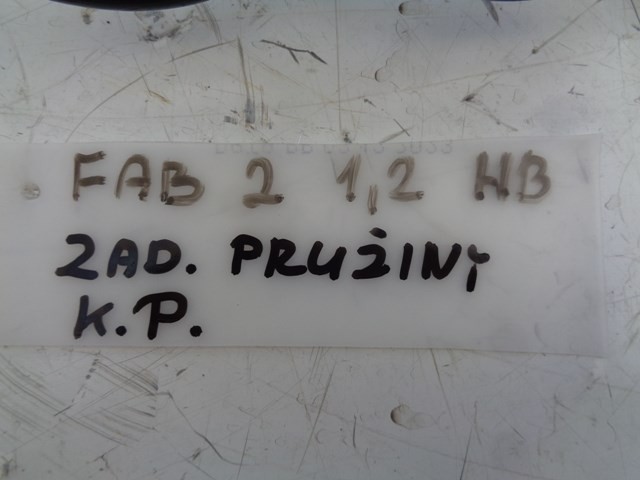 FAB 2 1,2 HB
ZAD. PRUŽINY
K.P.